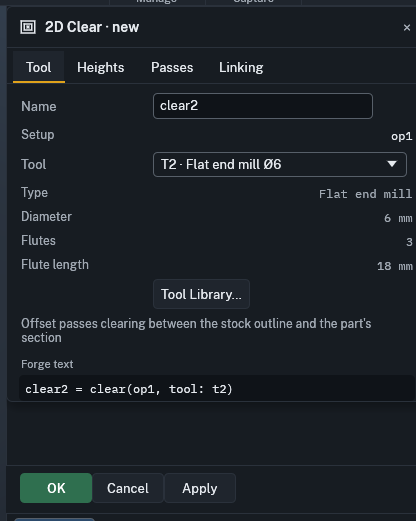 Manage Capture
2D Clear · new ×
Tool Heights Passes Linking
Name clear2
Setup op1
Tool T2 · Flat end mill Ø6
Type Flat end mill
Diameter 6 mm
Flutes 3
Flute length 18 mm
Tool Library...
Offset passes clearing between the stock outline and the part's
section
Forge text
clear2 = clear(op1, tool: t2)
OK Cancel Apply